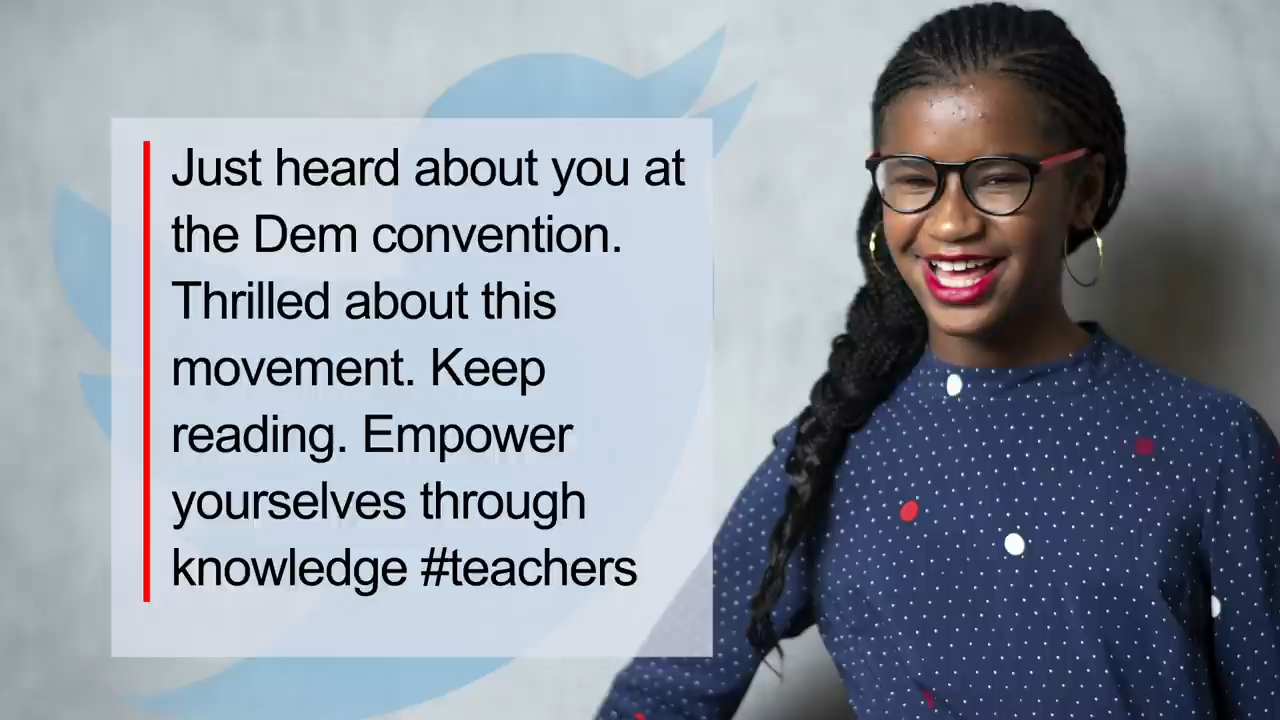 Just heard about you at
the Dem convention.
Thrilled about this
movement. Keep
reading. Empower
yourselves through
knowledge #teachers